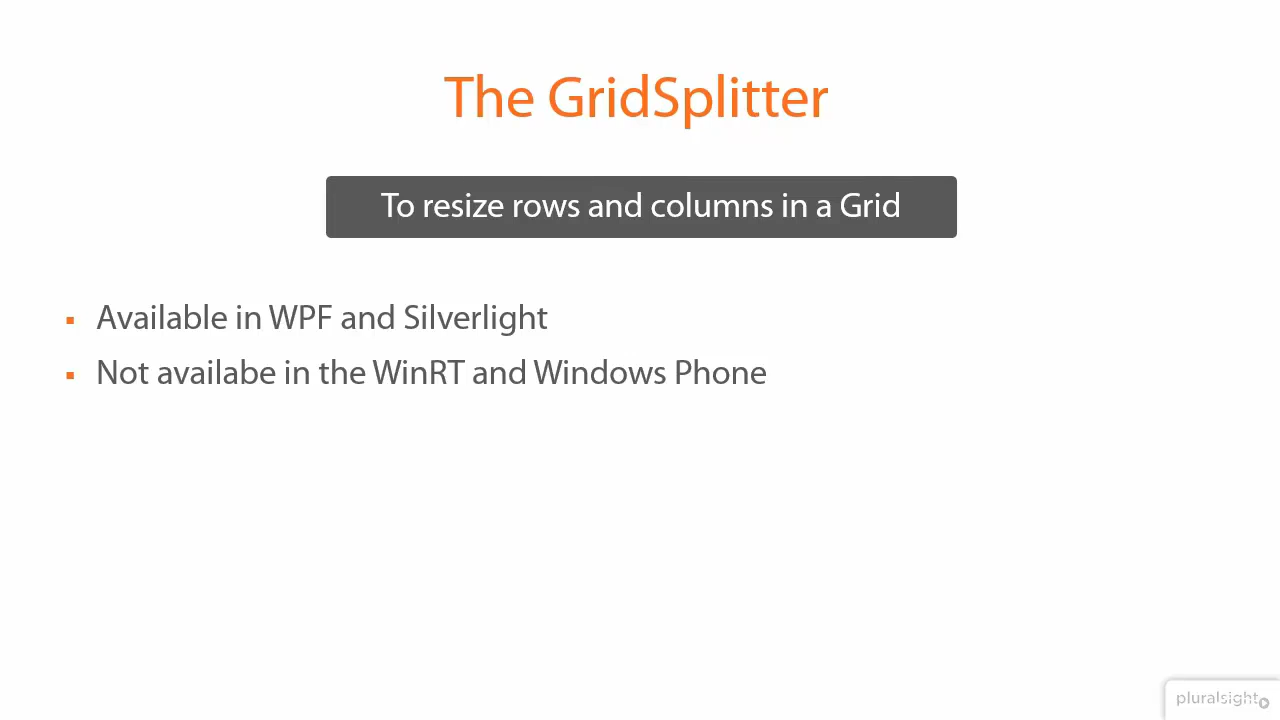 The GridSplitter
To resize rows and columns in a Grid
Available in WPF and Silverlight
Not availabe in the WinRT and Windows Phone
pluralsight